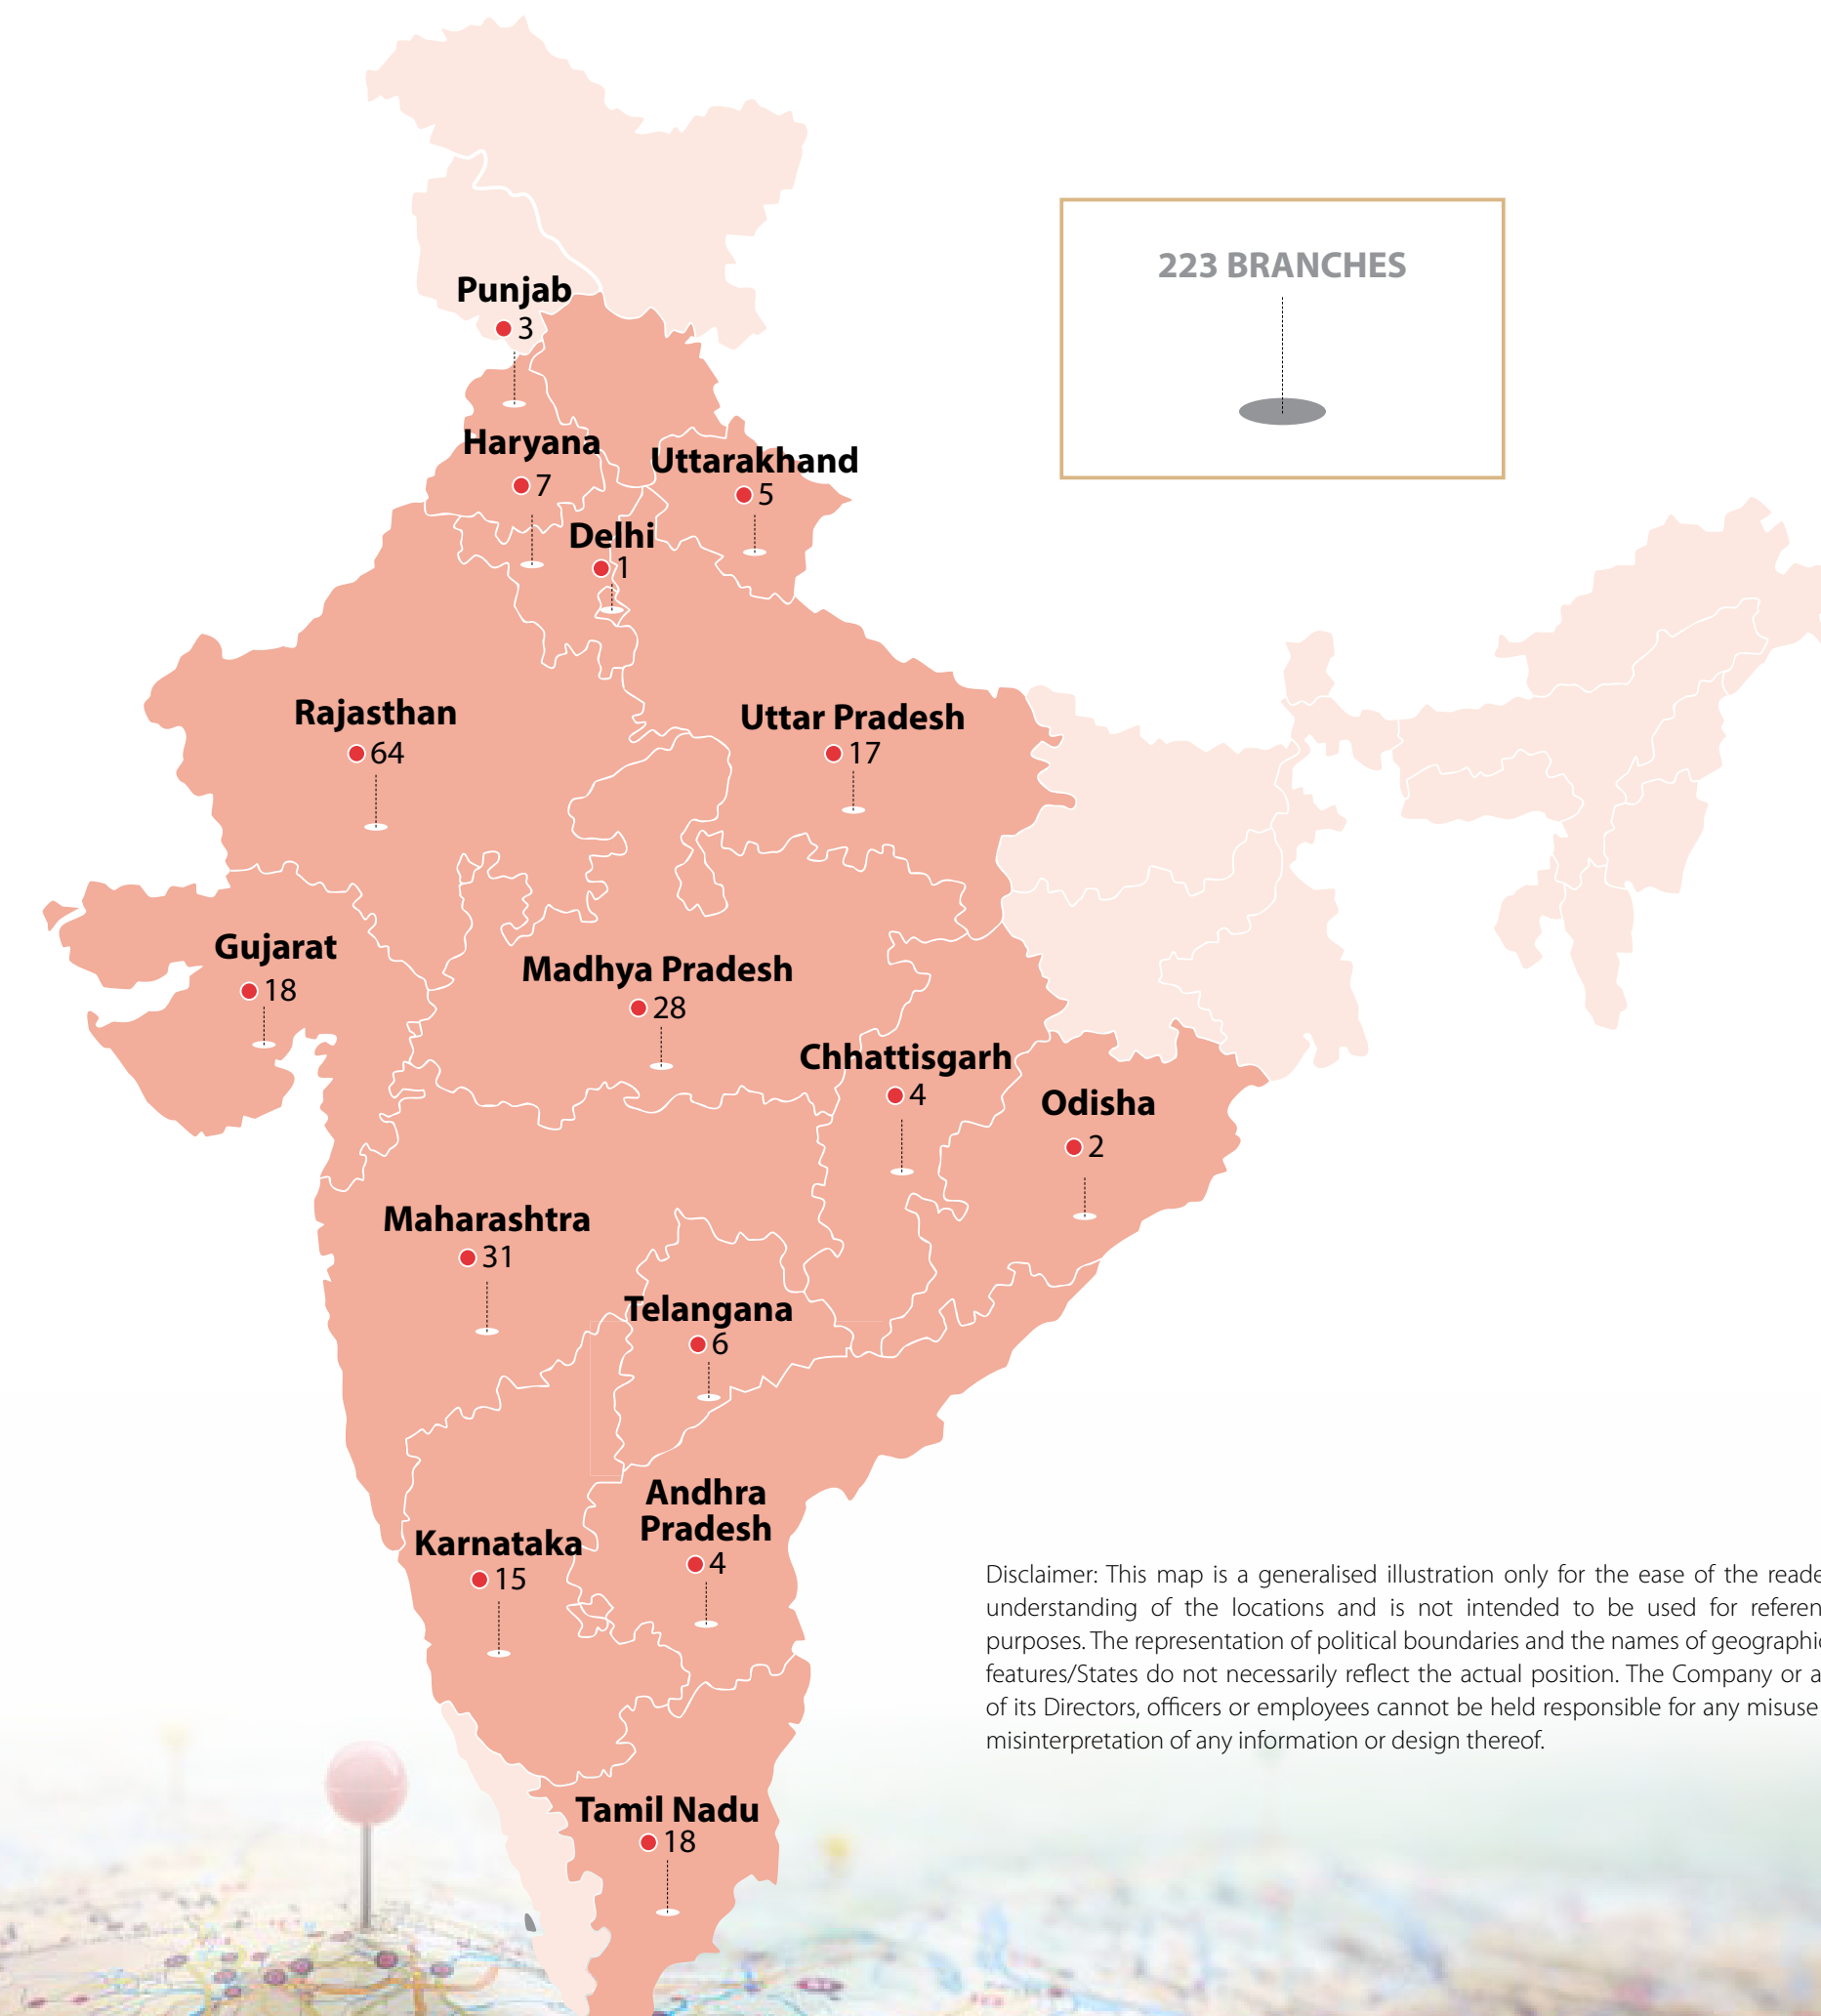 223 BRANCHES
Punjab
3
Haryana
7
Uttarakhand
5
Delhi
1
Rajasthan
64
Uttar Pradesh
17
Gujarat
18
Madhya Pradesh
28
Chhattisgarh
4
Odisha
2
Maharashtra
31
Telangana
6
Andhra
Pradesh
4
Karnataka
15
Tamil Nadu
18
Disclaimer: This map is a generalised illustration only for the ease of the
understanding of the locations and is not intended to be used for
purposes. The representation of political boundaries and the names of
features/States do not necessarily reflect the actual position. The Company or
of its Directors, officers or employees cannot be held responsible for any misuse
misinterpretation of any information or design thereof.